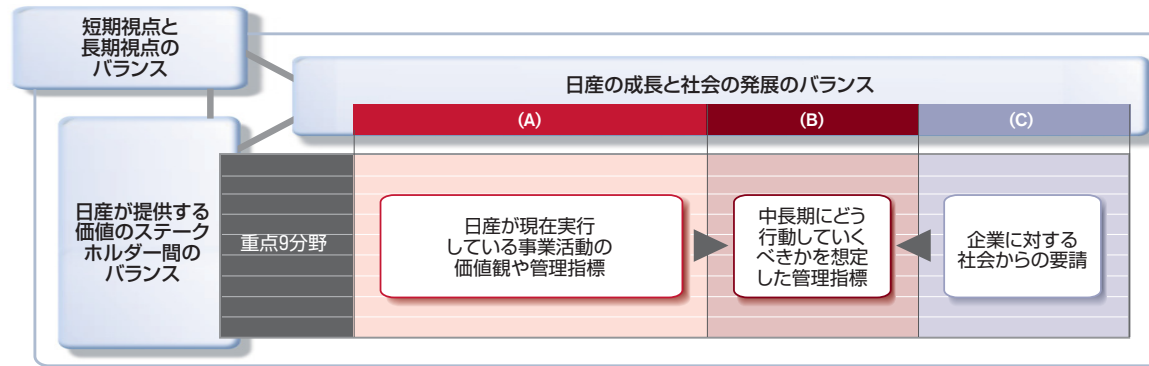 短期視点と
長期視点の
バランス
日産の成長と社会の発展のバランス
(A)
(B)
(C)
日産が提供する
価値のステーク
ホルダー間の
バランス
重点9分野
日産が現在実行
している事業活動の
価値観や管理指標
中長期にどう
行動していく
べきかを想定
した管理指標
企業に対する
社会からの要請